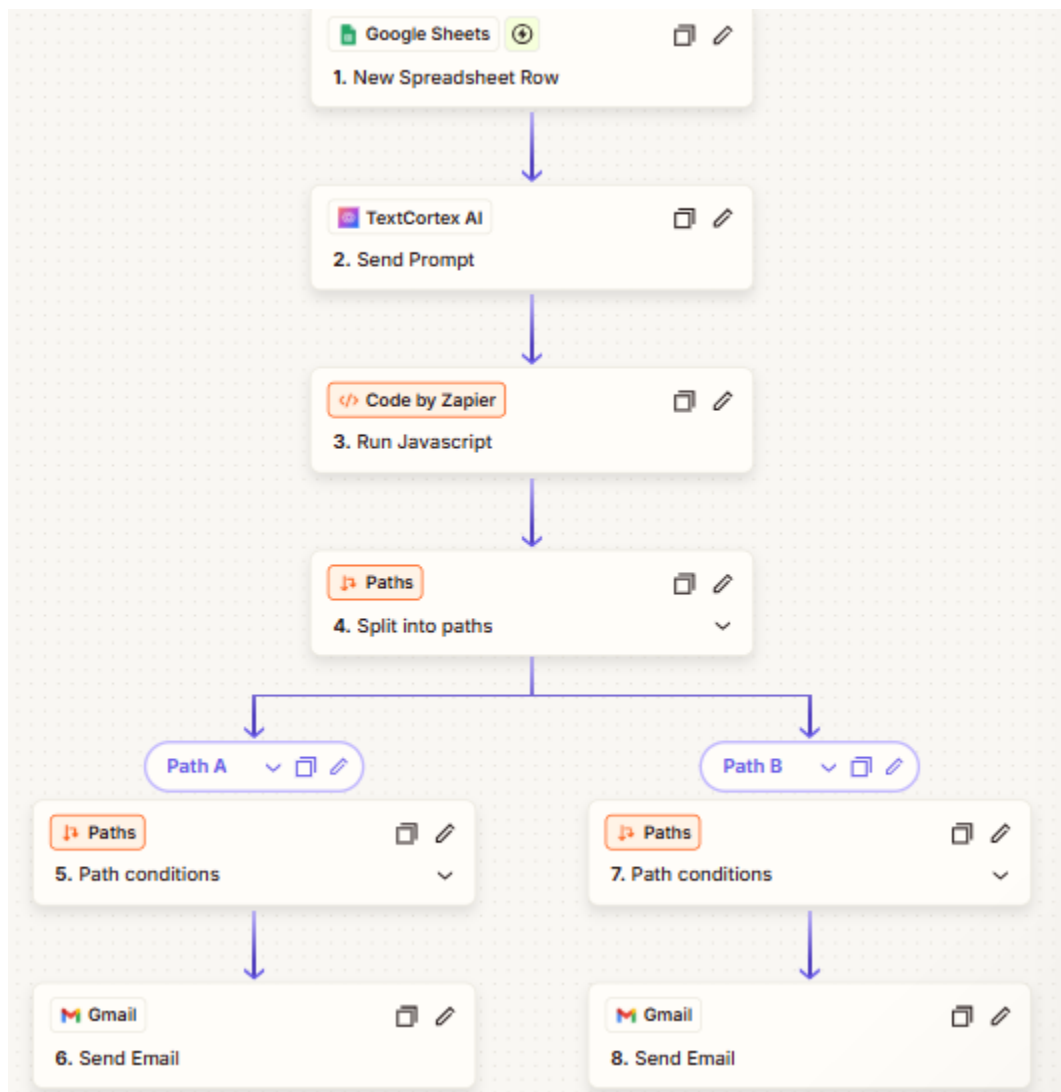 Google Sheets
1. New Spreadsheet Row
TextCortex AI
2. Send Prompt
Code by Zapier
3. Run Javascript
Paths
4. Split into paths
Path A
Path B
Paths
Paths
5. Path conditions
7. Path conditions
Gmail
Gmail
6. Send Email
8. Send Email